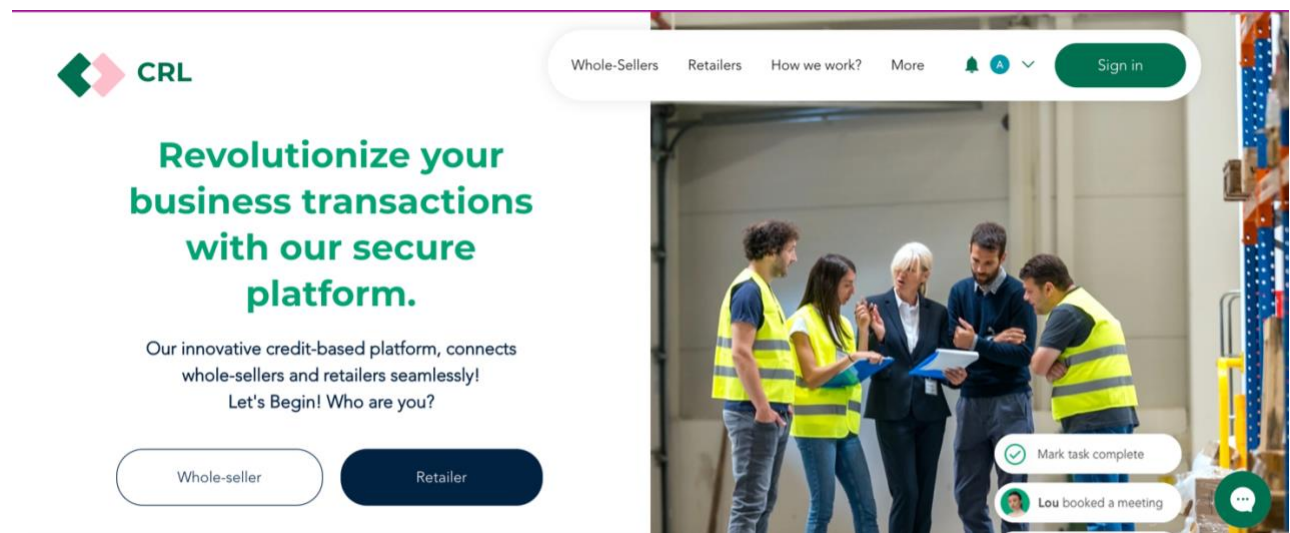 CRL
Whole-Sellers
Retailers
How we work?
More
A
Sign in
Revolutionize your
business transactions
with our secure
platform.
Our innovative credit-based platform, connects
whole-sellers and retailers seamlessly!
Let's Begin! Who are you?
Whole-seller
Retailer
Mark task complete
Lou booked a meeting